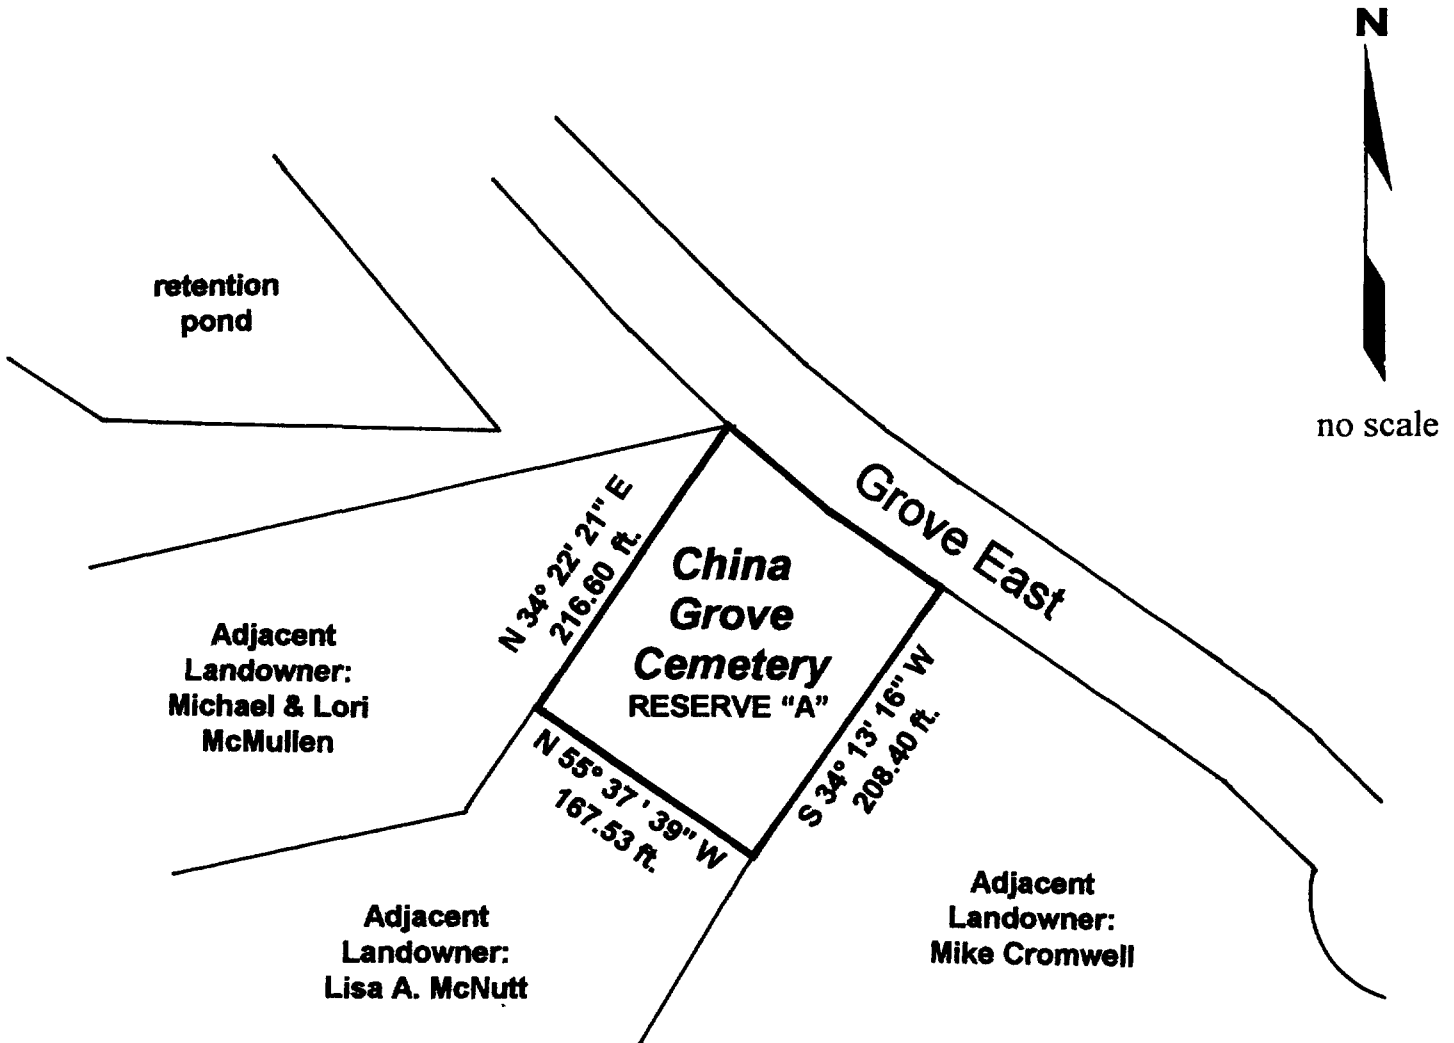 N
no scale
retention
pond
Grove East
N 34° 22' 21" E
216.60 ft.
China
Grove
Cemetery
RESERVE “A”
S 34° 13' 16" W
208.40 ft.
N 55° 37 ' 39" W
167.53 ft.
Adjacent
Landowner:
Michael & Lori
McMullen
Adjacent
Landowner:
Lisa A. McNutt
Adjacent
Landowner:
Mike Cromwell